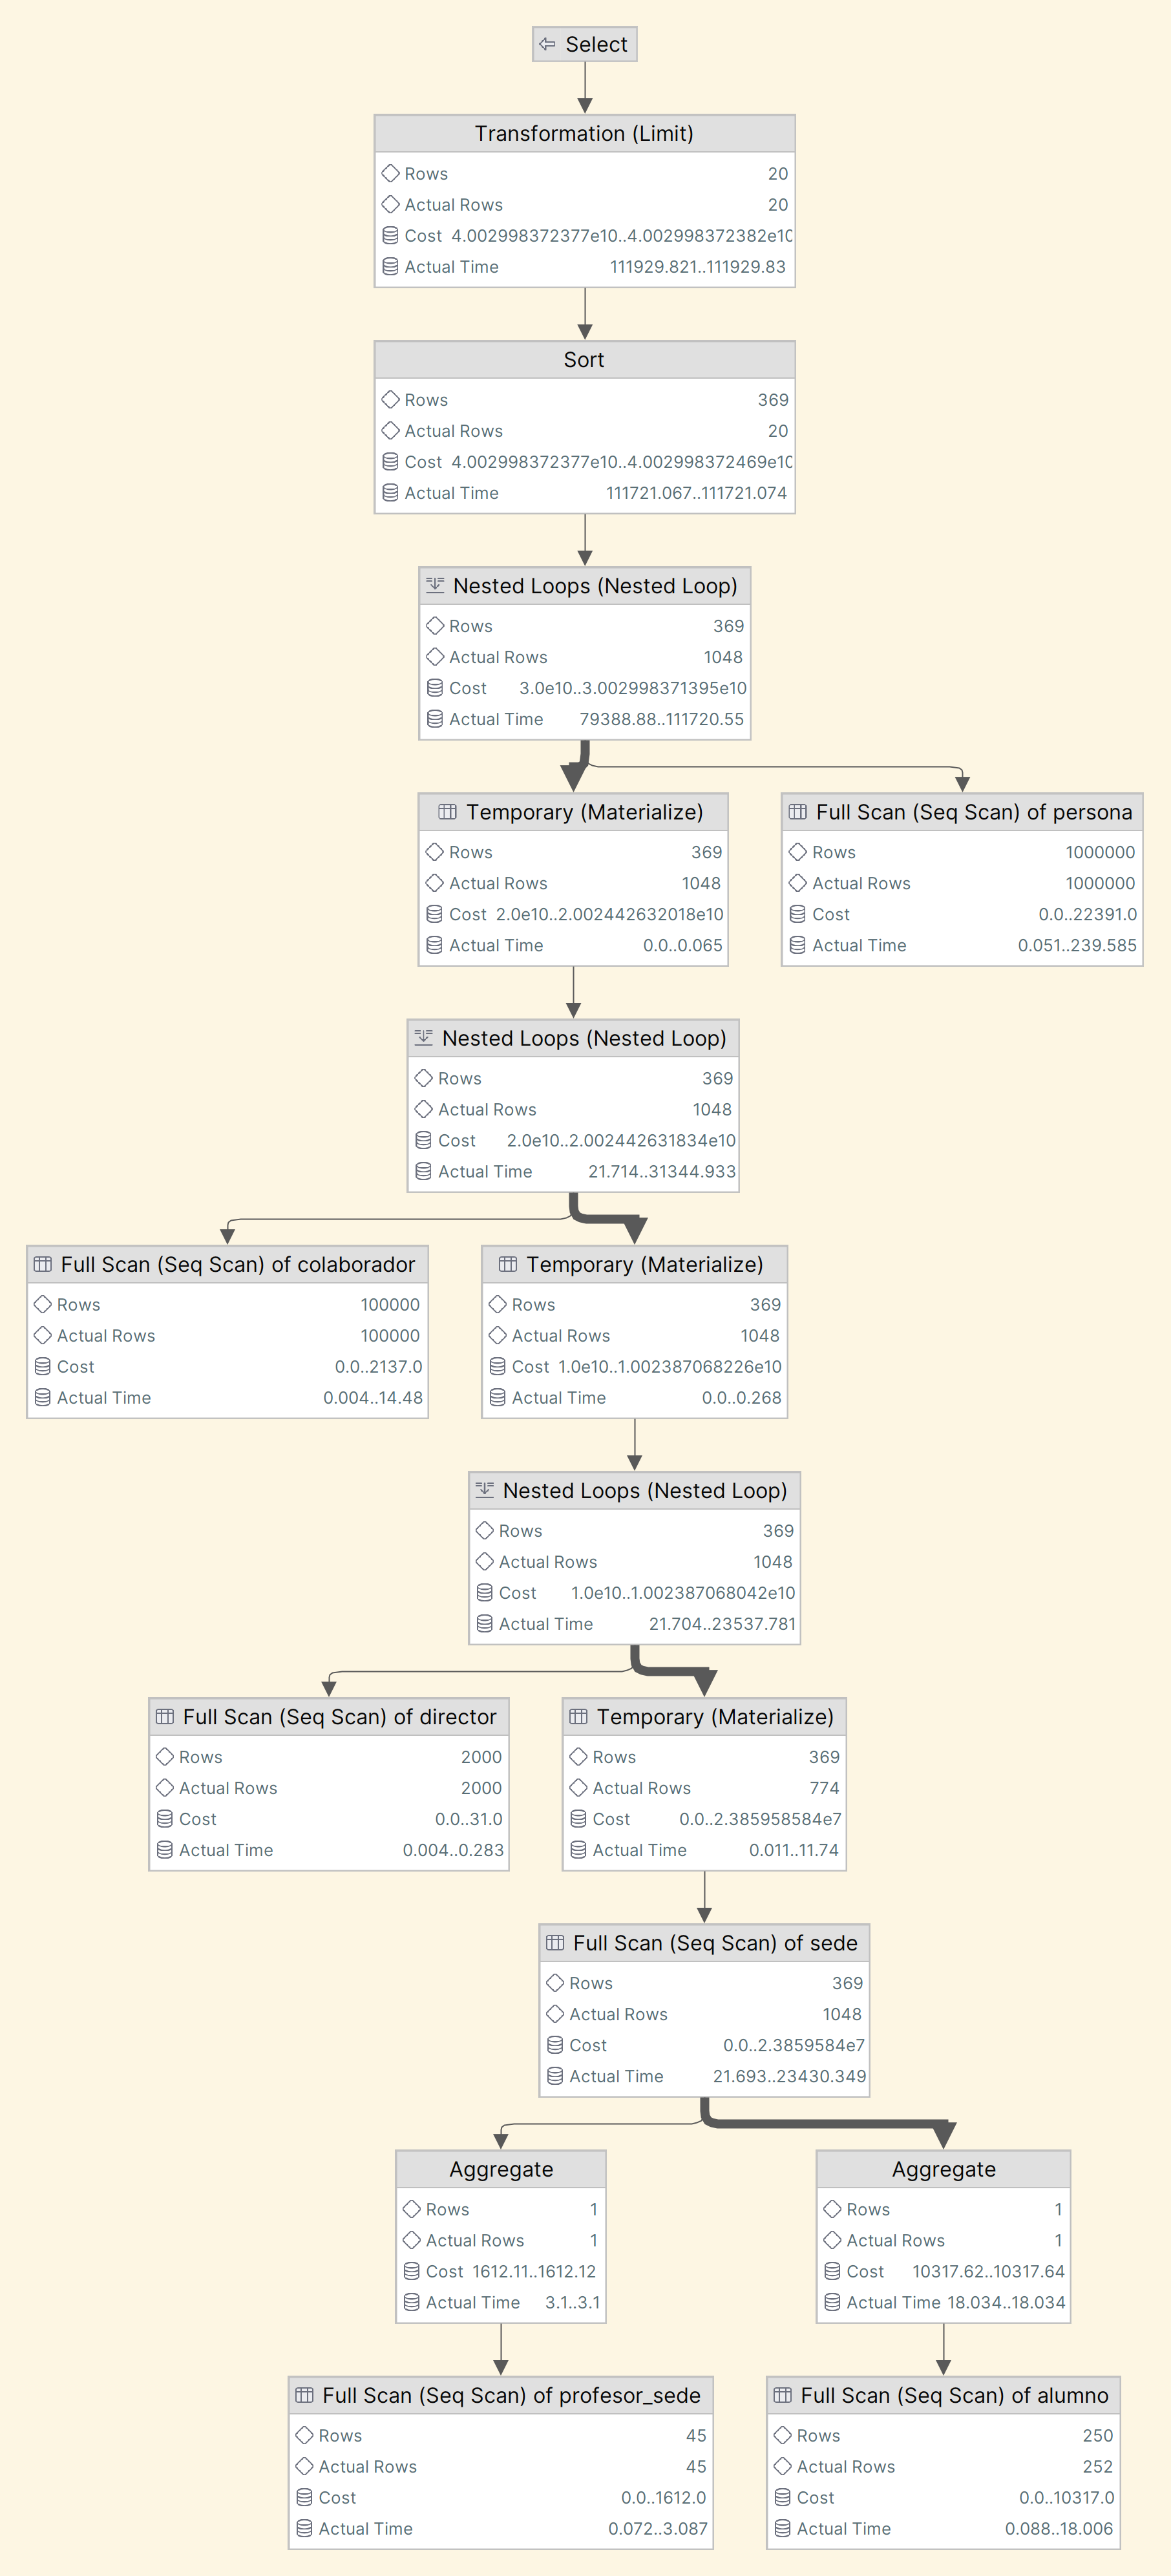 Select
Transformation (Limit)
Rows 20
Actual Rows 20
Cost 4.002998372377e10..4.002998372382e10
Actual Time 111929.821..111929.83
Sort
Rows 369
Actual Rows 20
Cost 4.002998372377e10..4.002998372469e10
Actual Time 111721.067..111721.074
Nested Loops (Nested Loop)
Rows 369
Actual Rows 1048
Cost 3.0e10..3.002998371395e10
Actual Time 79388.88..111720.55
Temporary (Materialize)
Rows 369
Actual Rows 1048
Cost 2.0e10..2.002442632018e10
Actual Time 0.0..0.065
Full Scan (Seq Scan) of persona
Rows 1000000
Actual Rows 1000000
Cost 0.0..22391.0
Actual Time 0.051..239.585
Nested Loops (Nested Loop)
Rows 369
Actual Rows 1048
Cost 2.0e10..2.002442631834e10
Actual Time 21.714..31344.933
Full Scan (Seq Scan) of colaborador
Rows 100000
Actual Rows 100000
Cost 0.0..2137.0
Actual Time 0.004..14.48
Temporary (Materialize)
Rows 369
Actual Rows 1048
Cost 1.0e10..1.002387068226e10
Actual Time 0.0..0.268
Nested Loops (Nested Loop)
Rows 369
Actual Rows 1048
Cost 1.0e10..1.002387068042e10
Actual Time 21.704..23537.781
Full Scan (Seq Scan) of director
Rows 2000
Actual Rows 2000
Cost 0.0..31.0
Actual Time 0.004..0.283
Temporary (Materialize)
Rows 369
Actual Rows 774
Cost 0.0..2.385958584e7
Actual Time 0.011..11.74
Full Scan (Seq Scan) of sede
Rows 369
Actual Rows 1048
Cost 0.0..2.3859584e7
Actual Time 21.693..23430.349
Aggregate
Rows 1
Actual Rows 1
Cost 1612.11..1612.12
Actual Time 3.1..3.1
Aggregate
Rows 1
Actual Rows 1
Cost 10317.62..10317.64
Actual Time 18.034..18.034
Full Scan (Seq Scan) of profesor_sede
Rows 45
Actual Rows 45
Cost 0.0..1612.0
Actual Time 0.072..3.087
Full Scan (Seq Scan) of alumno
Rows 250
Actual Rows 252
Cost 0.0..10317.0
Actual Time 0.088..18.006